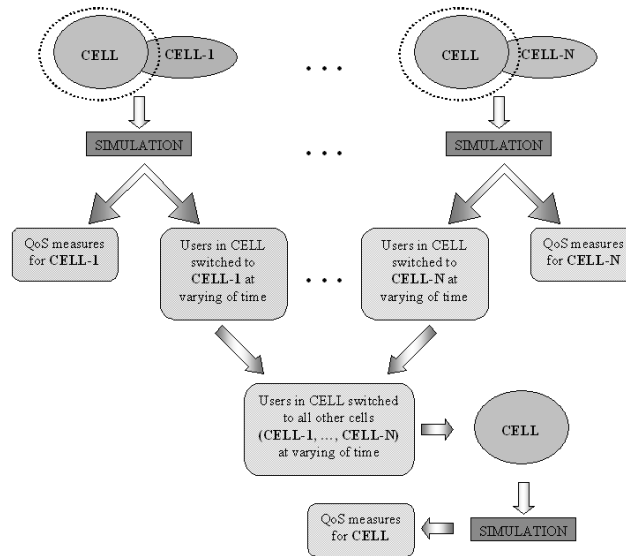 CELL CELL-1 CELL CELL-N
SIMULATION SIMULATION
QoS measures
for CELL-1
Users in CELL
switched to
CELL-1 at
varying of time
Users in CELL
switched to
CELL-N at
varying of time
QoS measures
for CELL-N
Users in CELL switched
to all other cells
(CELL-1, ..., CELL-N)
at varying of time
CELL
QoS measures
for CELL
SIMULATION